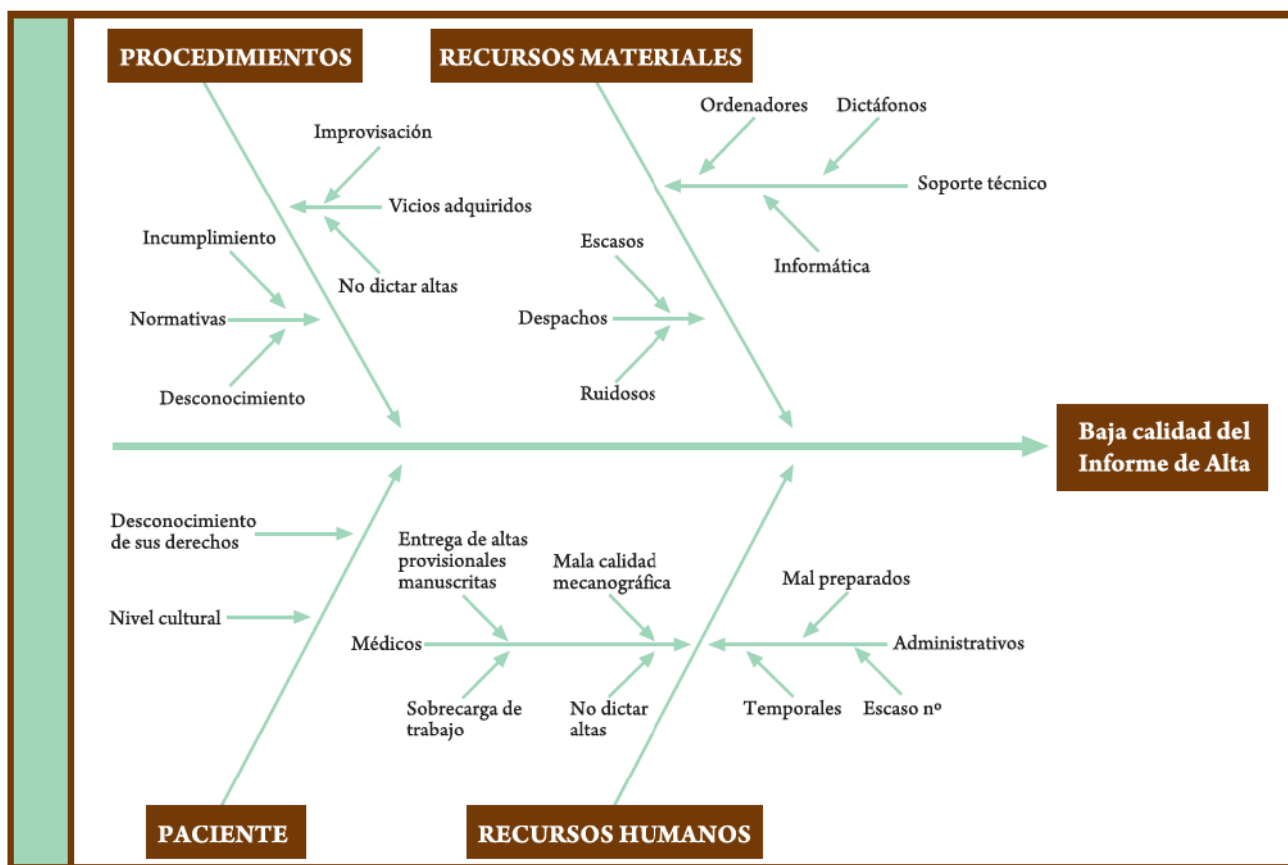 PROCEDIMIENTOS
RECURSOS MATERIALES
Ordenadores
Dictáfonos
Improvisación
Soporte técnico
Vicios adquiridos
Incumplimiento
Escasos
Informática
No dictar altas
Normativas
Despachos
Desconocimiento
Ruidosos
Baja calidad del
Informe de Alta
Desconocimiento
de sus derechos
Entrega de altas
provisionales
manuscritas
Mala calidad
mecanográfica
Mal preparados
Nivel cultural
Médicos
Administrativos
Sobrecarga de
trabajo
No dictar
altas
Temporales
Escaso nº
PACIENTE
RECURSOS HUMANOS